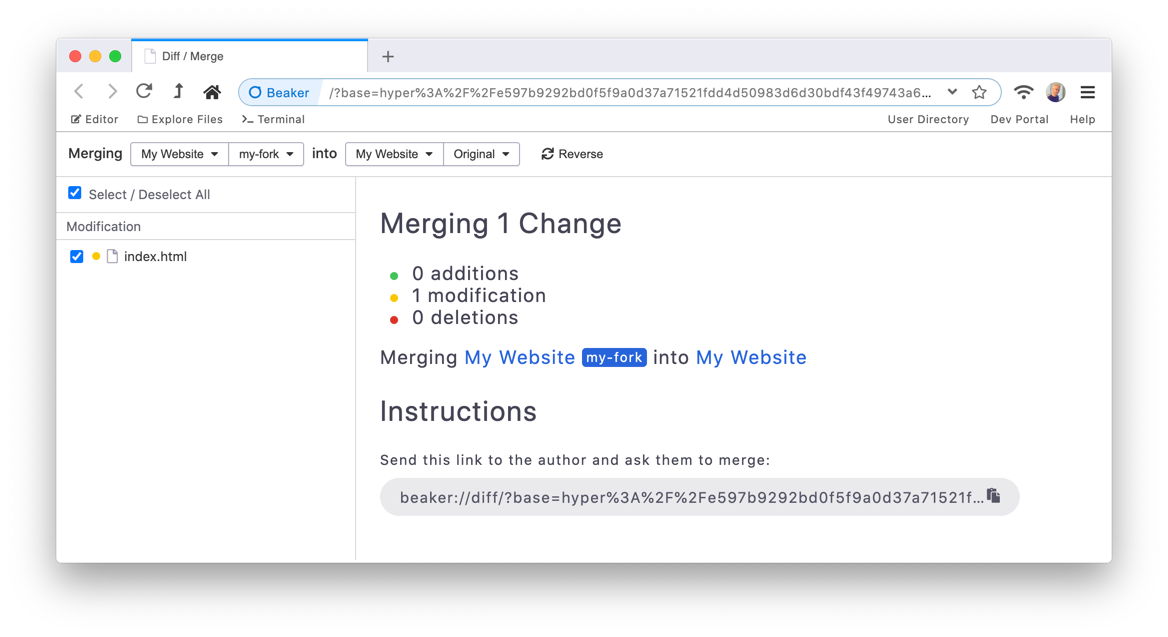 Diff / Merge
Beaker /?base=hyper%3A%2F%2Fe597b9292bd0f5f9a0d37a71521fdd4d50983d6d30bdf43f49743a6...
Editor Explore Files Terminal User Directory Dev Portal Help
Merging My Website my-fork into My Website Original Reverse
Select / Deselect All
Modification
index.html
Merging 1 Change
0 additions
1 modification
0 deletions
Merging My Website my-fork into My Website
Instructions
Send this link to the author and ask them to merge:
beaker://diff/?base=hyper%3A%2F%2Fe597b9292bd0f5f9a0d37a71521f...